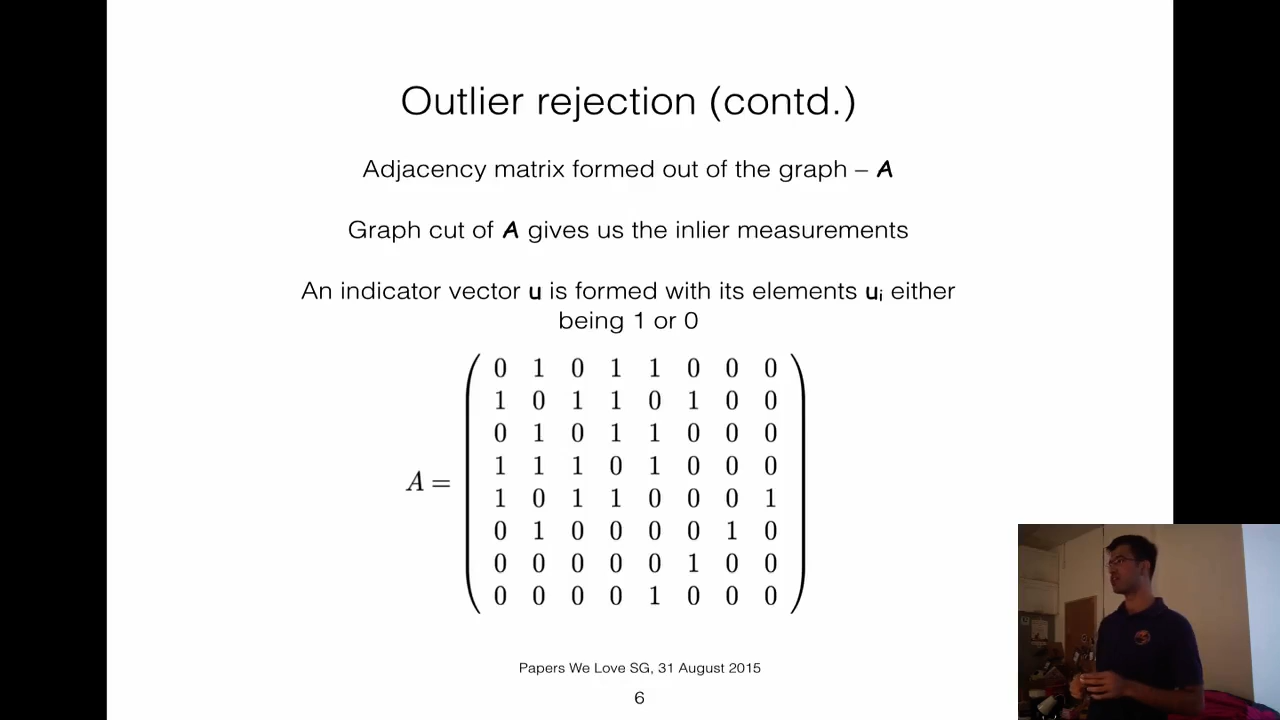 Outlier rejection (contd.)
Adjacency matrix formed out of the graph – A
Graph cut of A gives us the inlier measurements
An indicator vector u is formed with its elements uᵢ either
being 1 or 0
0 1 0 1 1 0 0 0
1 0 1 1 0 1 0 0
0 1 0 1 1 0 0 0
1 1 1 0 1 0 0 0
A =
1 0 1 1 0 0 0 1
0 1 0 0 0 0 1 0
0 0 0 0 0 1 0 0
0 0 0 0 1 0 0 0
Papers We Love SG, 31 August 2015
6